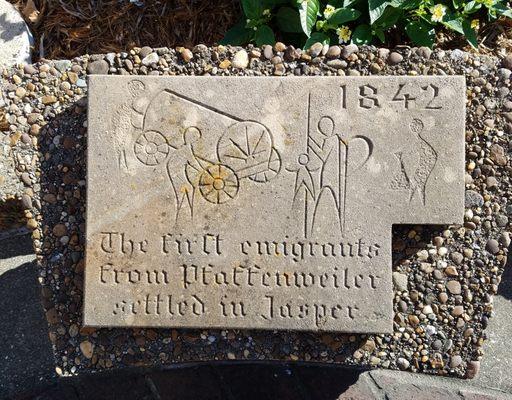 1842
The first emigrants
from Pfaffenweiler
settled in Jasper.